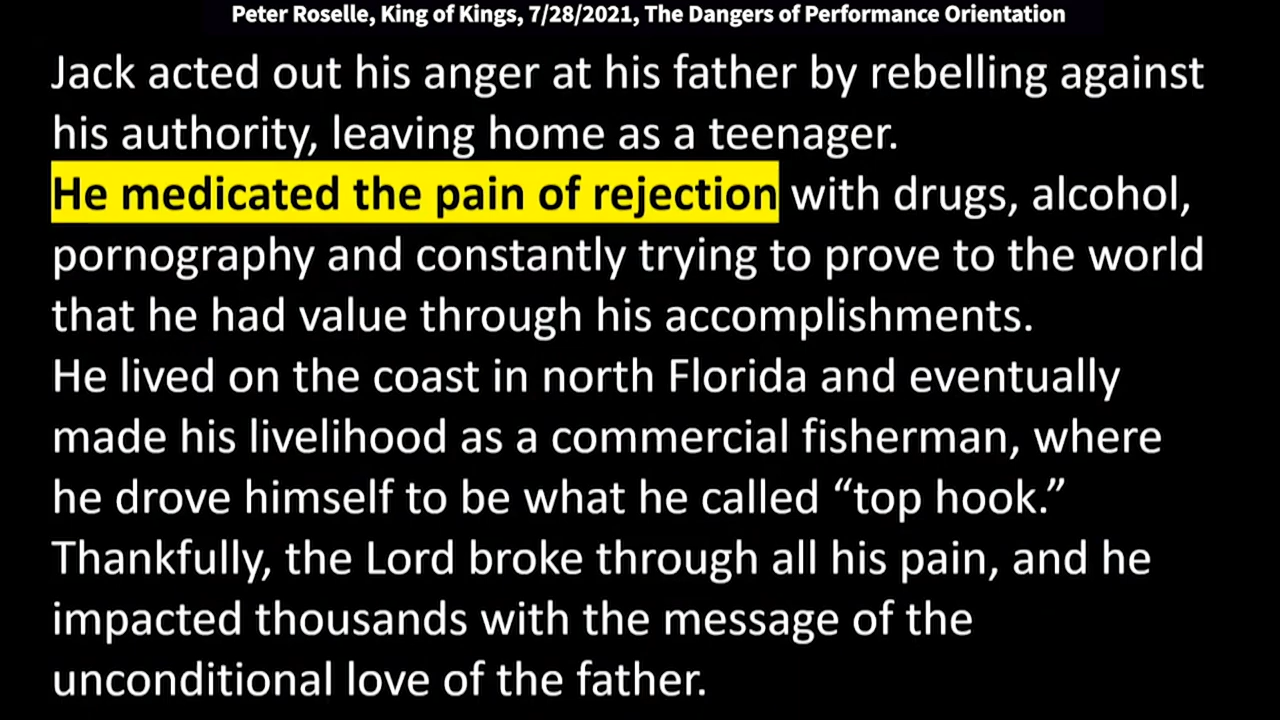 Peter Roselle, King of Kings, 7/28/2021, The Dangers of Performance Orientation
Jack acted out his anger at his father by rebelling against
his authority, leaving home as a teenager.
He medicated the pain of rejection with drugs, alcohol,
pornography and constantly trying to prove to the world
that he had value through his accomplishments.
He lived on the coast in north Florida and eventually
made his livelihood as a commercial fisherman, where
he drove himself to be what he called “top hook.”
Thankfully, the Lord broke through all his pain, and he
impacted thousands with the message of the
unconditional love of the father.